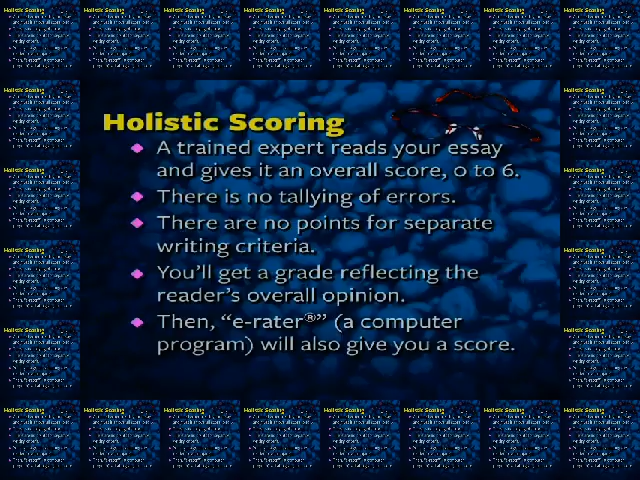 Holistic Scoring
A trained expert reads your essay
and gives it an overall score, 0 to 6.
There is no tallying of errors.
There are no points for separate
writing criteria.
You'll get a grade reflecting the
reader's overall opinion.
Then, “e-rater®” (a computer
program) will also give you a score.